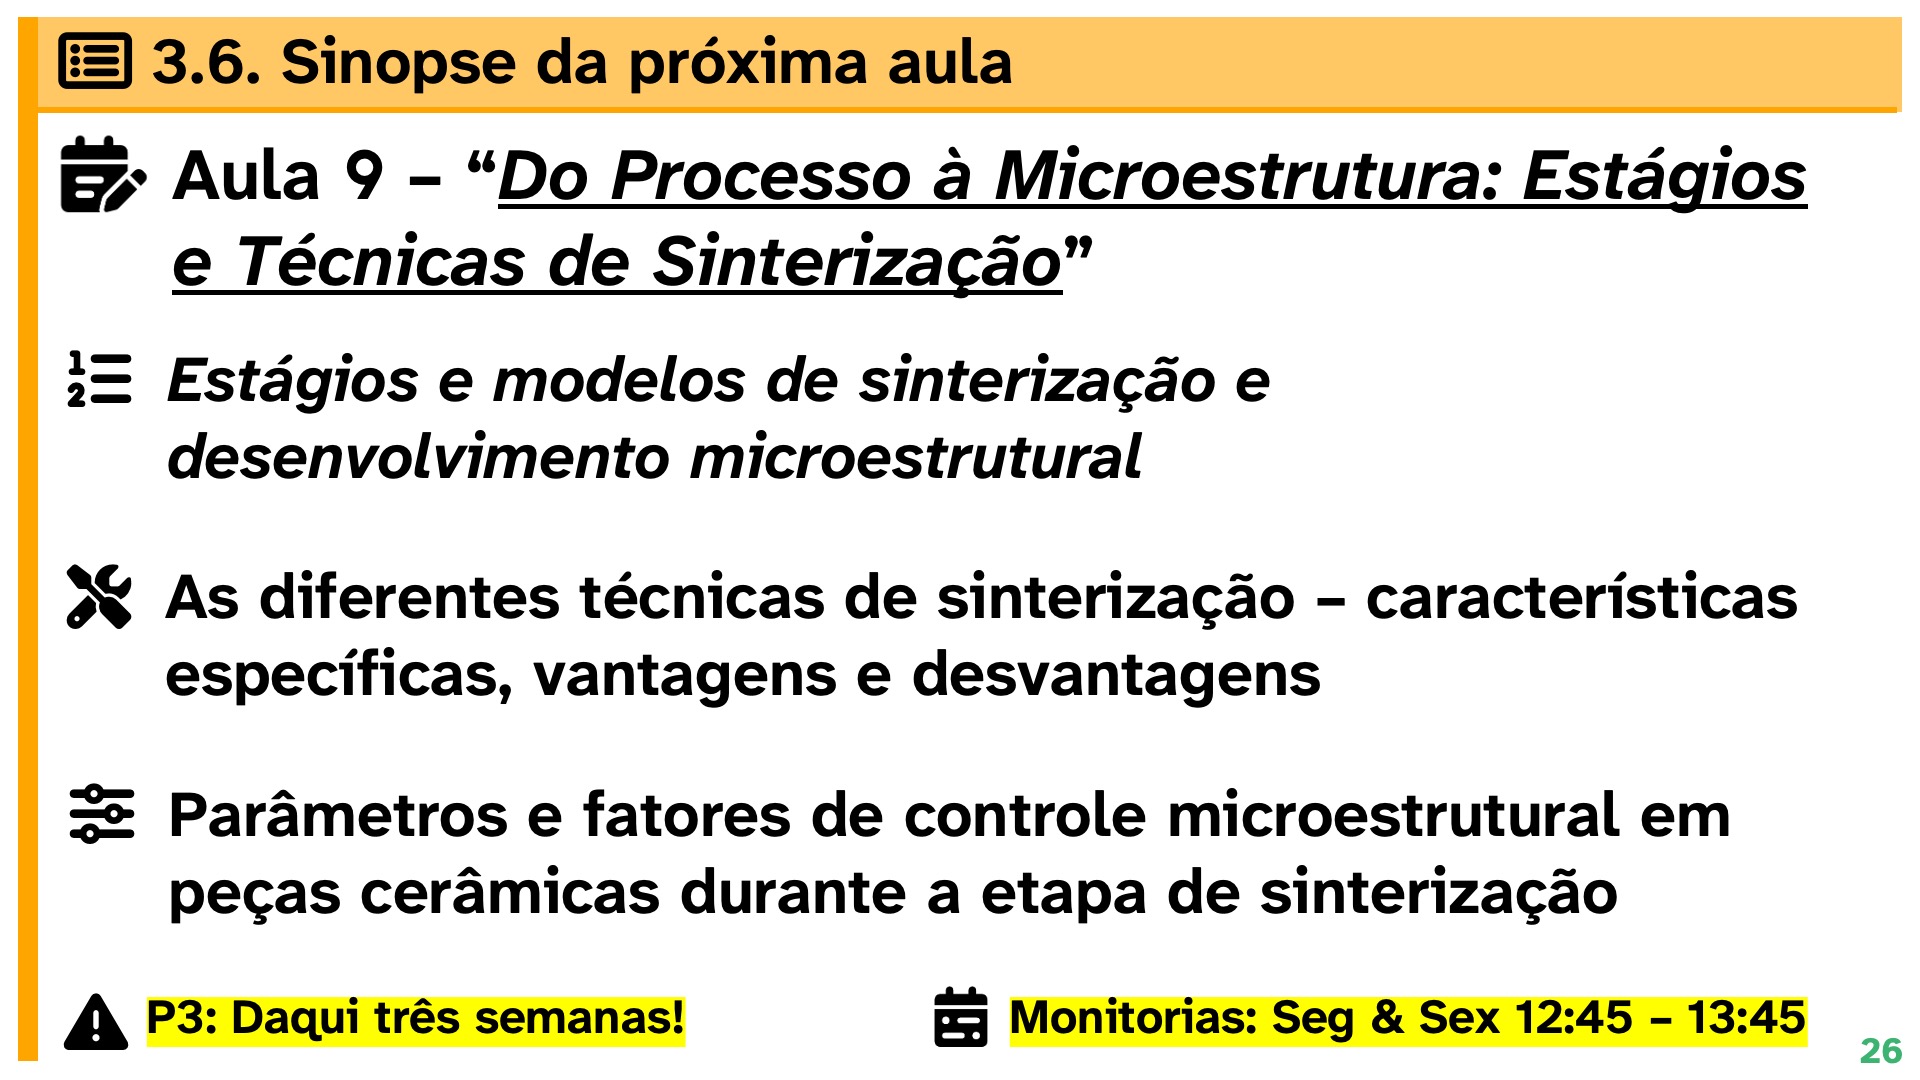 3.6. Sinopse da próxima aula
Aula 9 – “Do Processo à Microestrutura: Estágios
e Técnicas de Sinterização”
Estágios e modelos de sinterização e
desenvolvimento microestrutural
As diferentes técnicas de sinterização – características
específicas, vantagens e desvantagens
Parâmetros e fatores de controle microestrutural em
peças cerâmicas durante a etapa de sinterização
P3: Daqui três semanas!
Monitorias: Seg & Sex 12:45 – 13:45
26